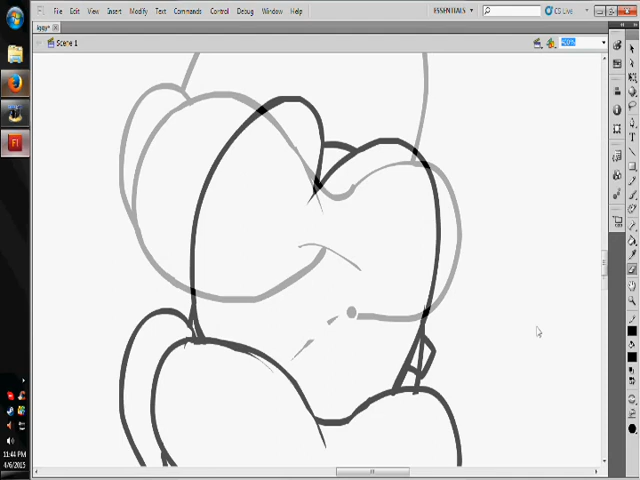 File Edit View Insert Modify Text Commands Control Debug Window Help
ESSENTIALS
CS Live
Scene 1
Fl
T
11:44 PM
4/6/2015